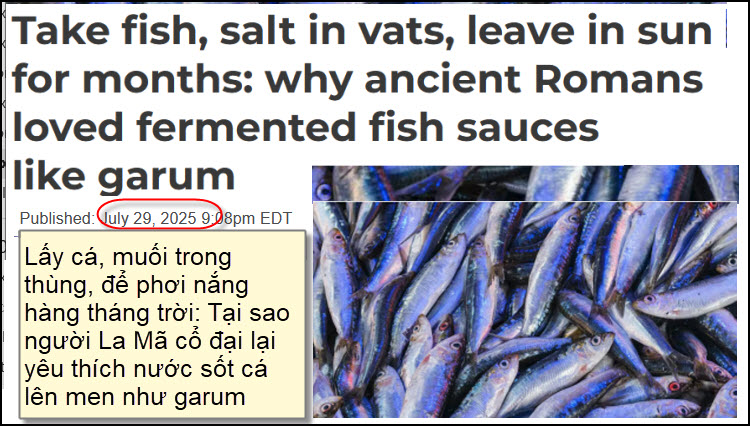 Take fish, salt in vats, leave in sun
for months: why ancient Romans
loved fermented fish sauces
like garum
Published: July 29, 2025 9:08pm EDT
Lấy cá, muối trong
thùng, để phơi nắng
hàng tháng trời: Tại sao
người La Mã cổ đại lại
yêu thích nước sốt cá
lên men như garum